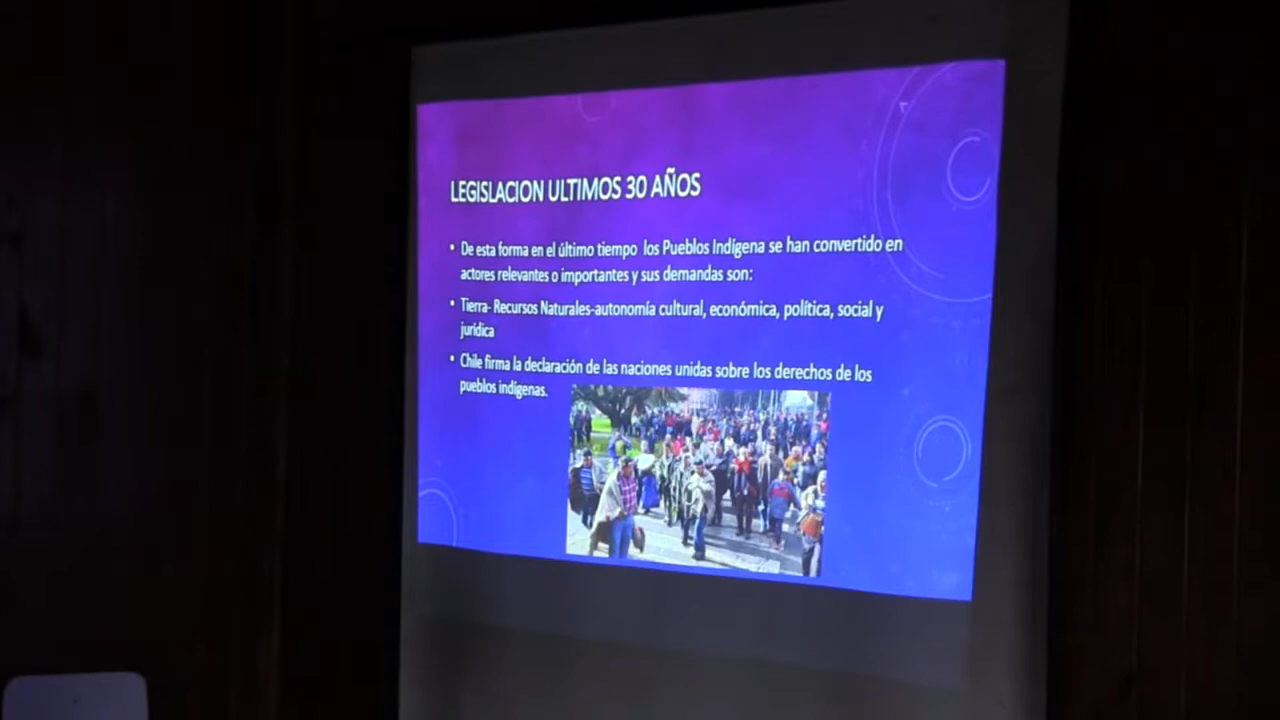 LEGISLACION ULTIMOS 30 AÑOS
• De esta forma en el último tiempo los Pueblos Indígena se han convertido en
actores relevantes o importantes y sus demandas son:
• Tierra- Recursos Naturales-autonomía cultural, económica, política, social y
jurídica
• Chile firma la declaración de las naciones unidas sobre los derechos de los
pueblos indígenas.